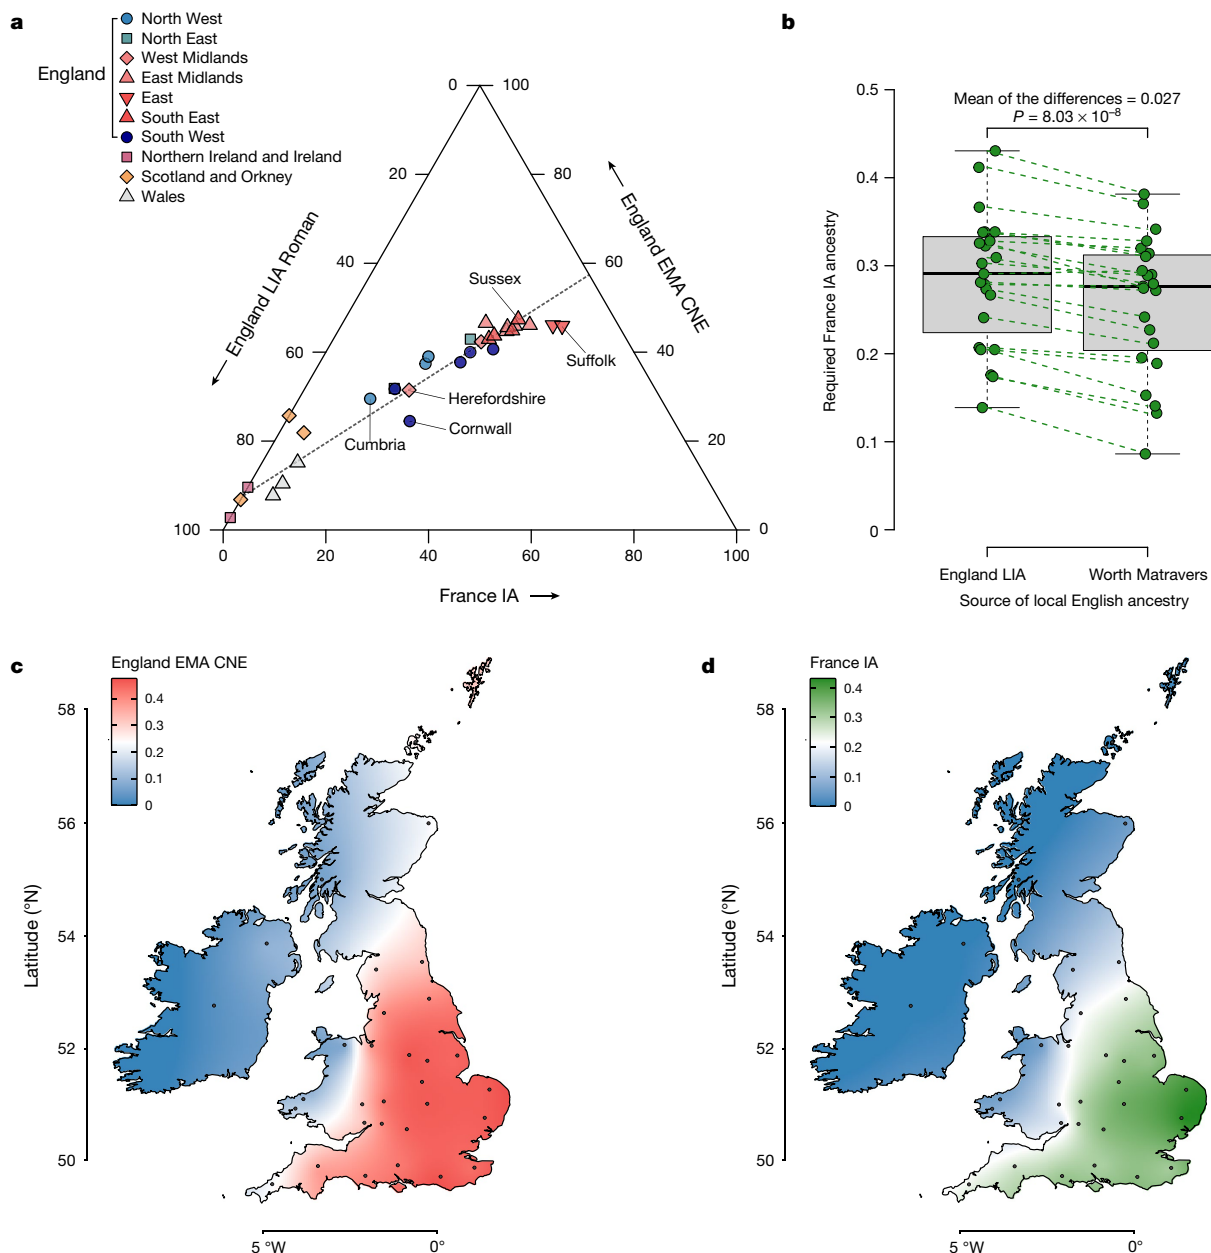 a
England
North West
North East
West Midlands
East Midlands
East
South East
South West
Northern Ireland and Ireland
Scotland and Orkney
Wales
0
100
20
80
40
60
60
40
80
20
100
0
England LIA Roman
England EMA CNE
Sussex
Suffolk
Herefordshire
Cornwall
Cumbria
0
20
40
60
80
100
France IA
b
Mean of the differences = 0.027
P = 8.03 × 10⁻⁸
Required France IA ancestry
0.5
0.4
0.3
0.2
0.1
0
England LIA
Worth Matravers
Source of local English ancestry
c
England EMA CNE
0.4
0.3
0.2
0.1
0
Latitude (°N)
58
56
54
52
50
5 °W
0°
d
France IA
0.4
0.3
0.2
0.1
0
Latitude (°N)
58
56
54
52
50
5 °W
0°